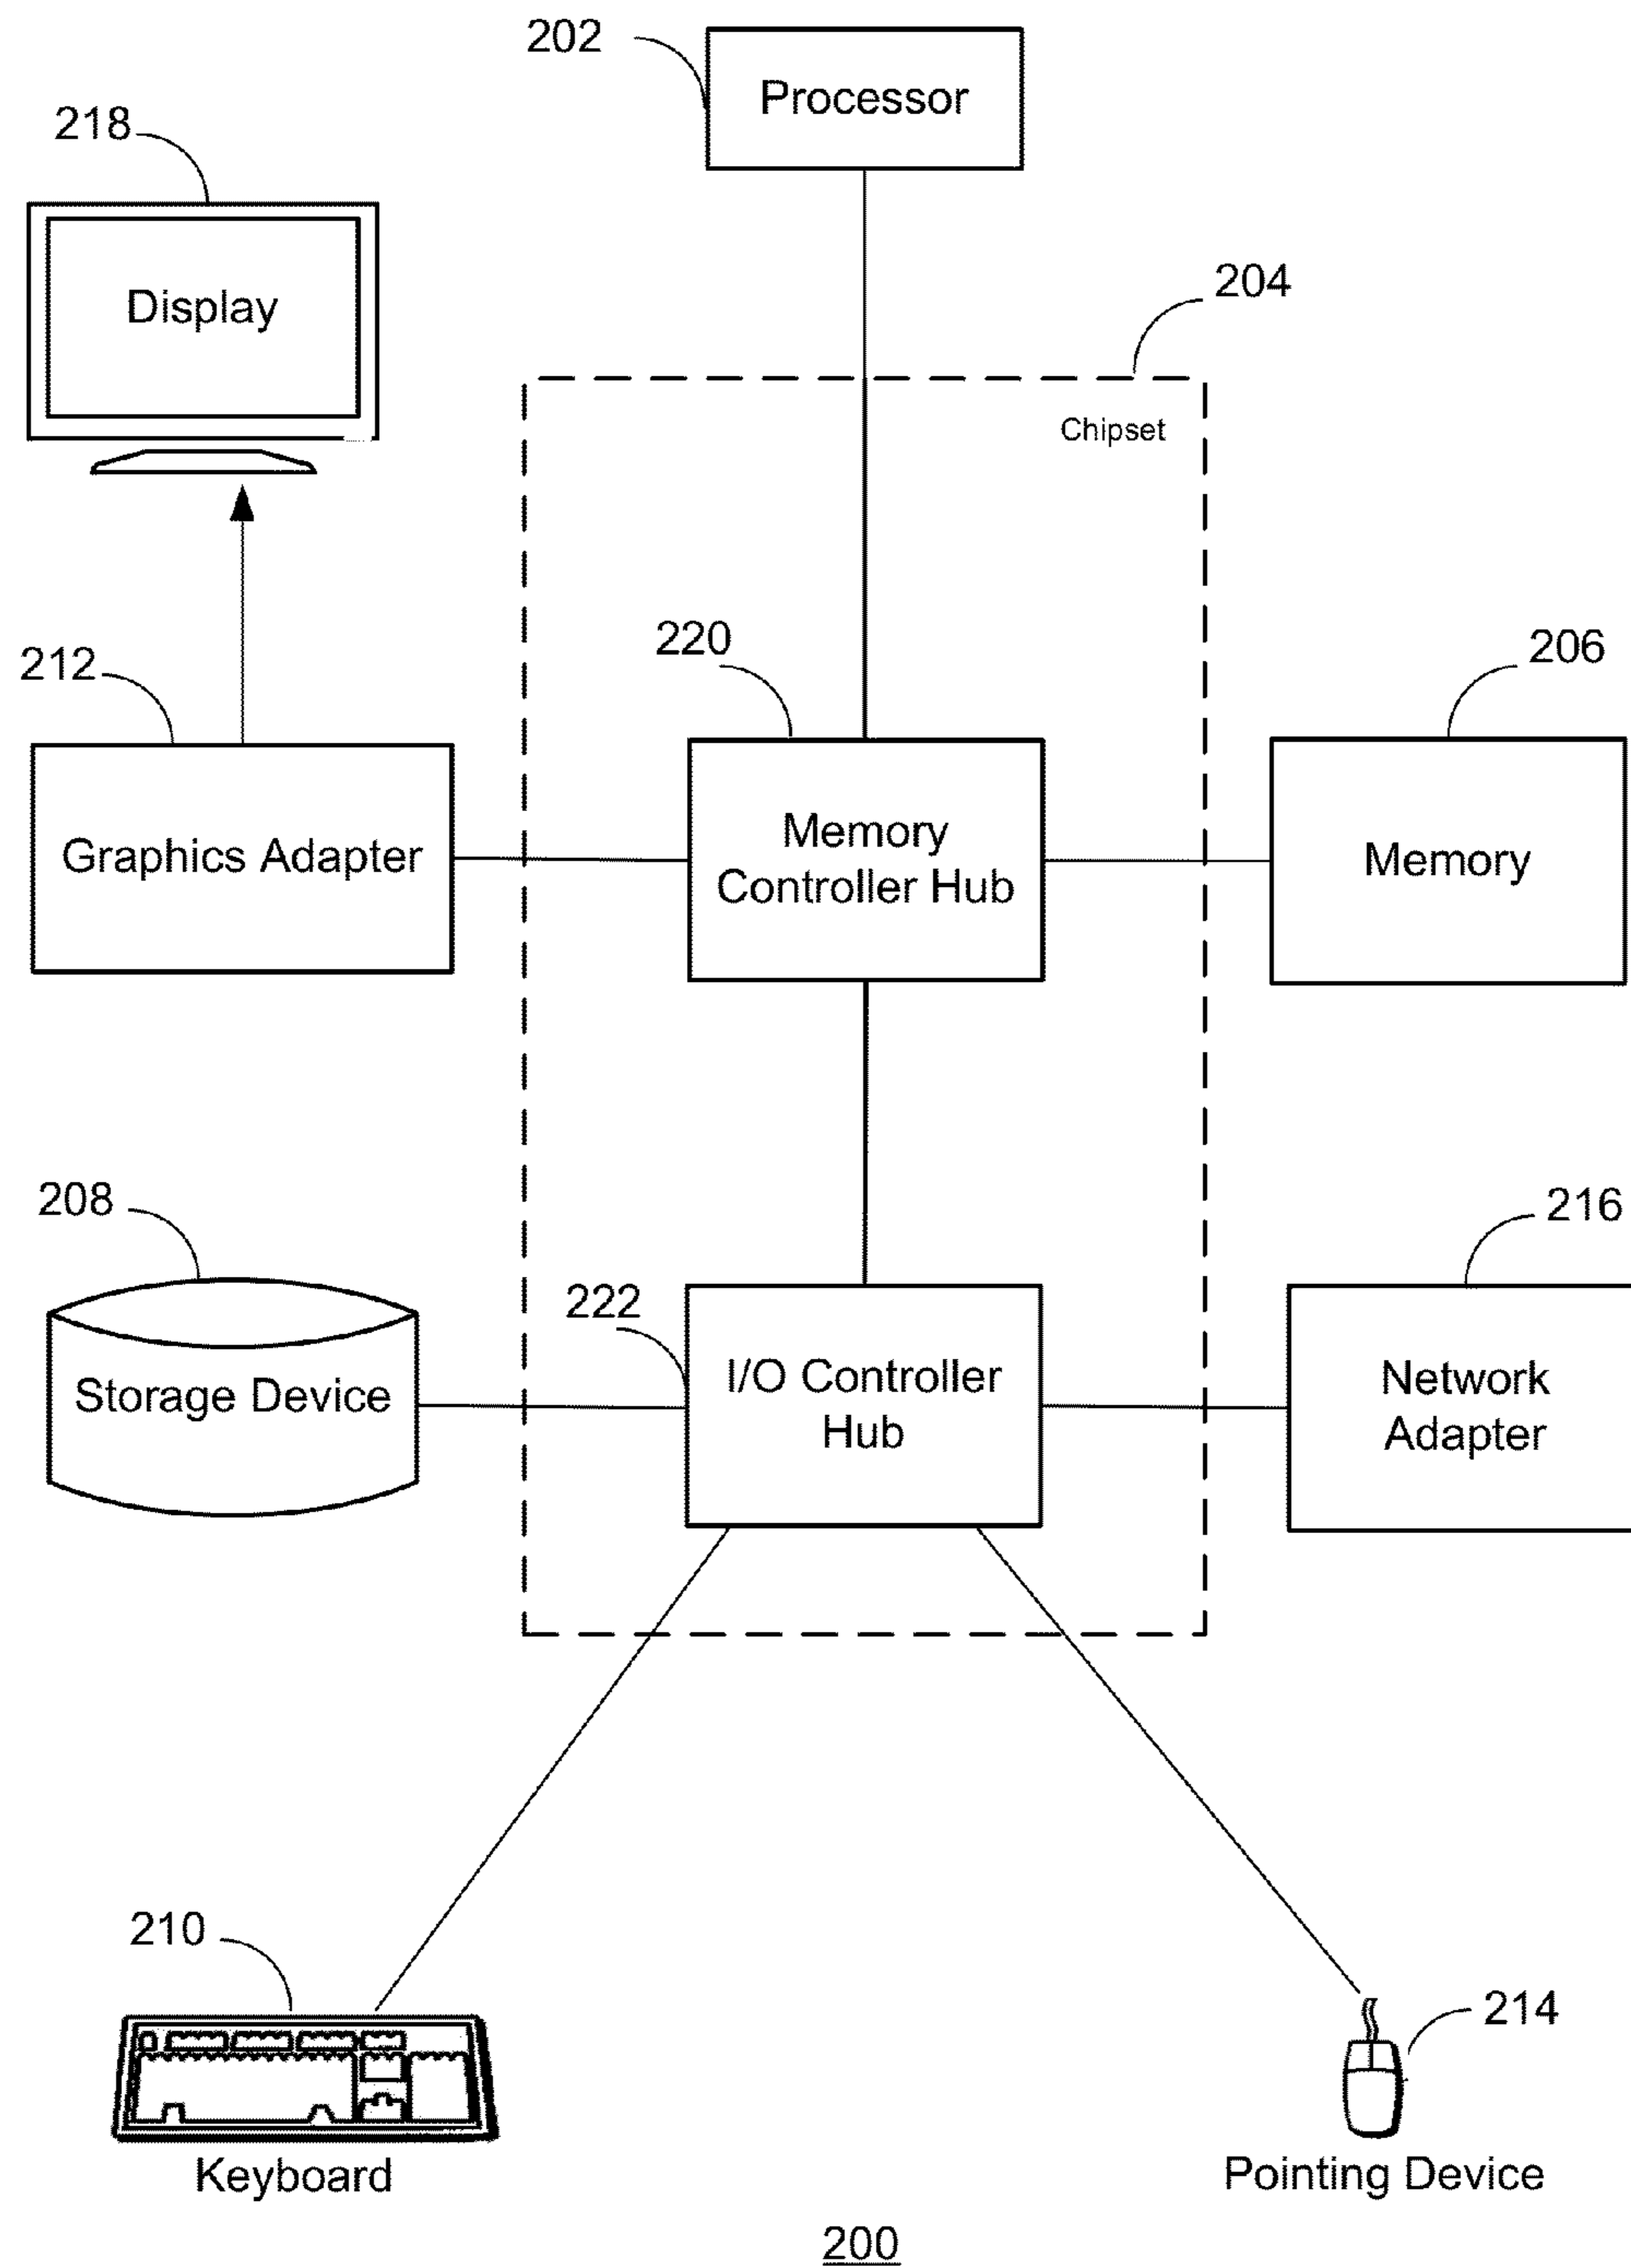 202
Processor
218
Display
204
Chipset
220
206
212
Memory
Controller Hub
Graphics Adapter
Memory
208
216
222
I/O Controller
Hub
Storage Device
Network
Adapter
210
214
Keyboard
Pointing Device
200